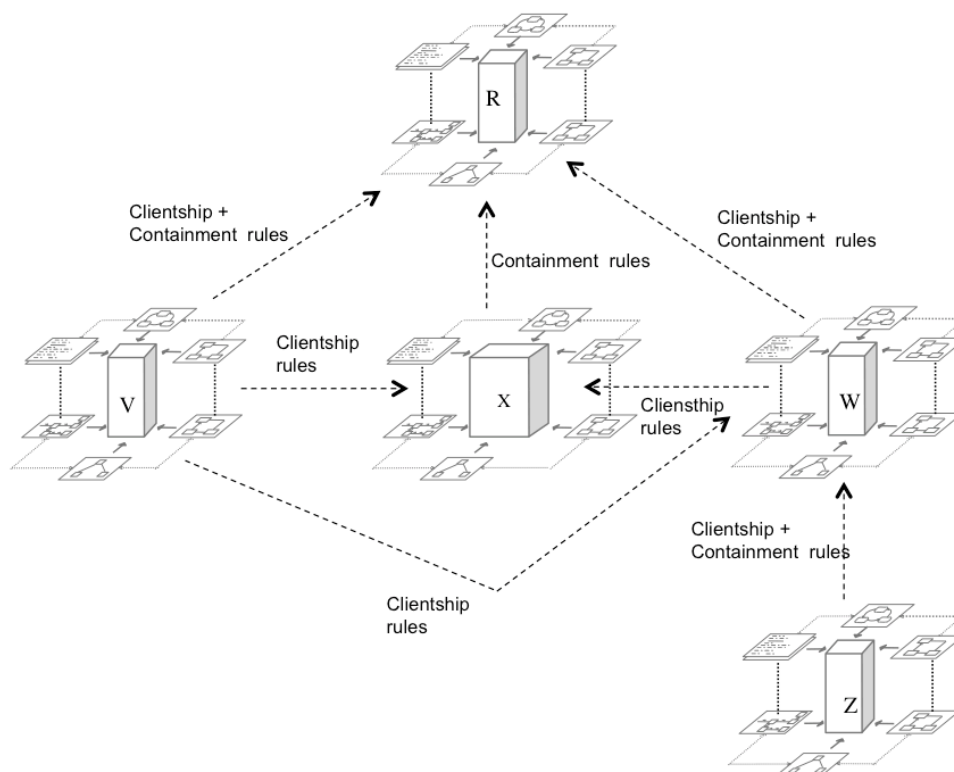 R
Clientship +
Containment rules
Containment rules
Clientship +
Containment rules
Clientship
rules
V
X
Cliensthip
rules
W
Clientship +
Containment rules
Clientship
rules
Z